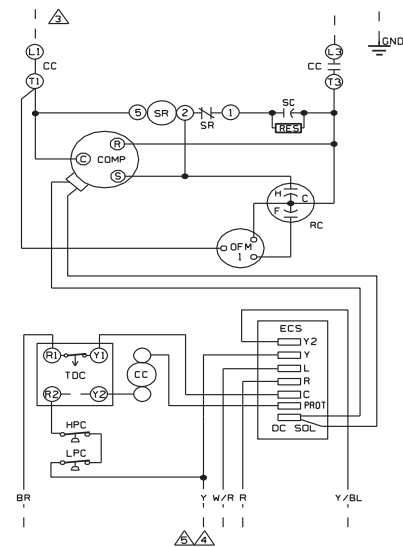 3
L1
CC
T1
L3
CC
T3
GND
5
SR
2
SR
1
SC
RES
R
C
COMP
S
H
C
F
RC
OFM
1
ECS
Y2
Y
L
R
C
PROT
DC SOL
R1
Y1
TDC
R2
Y2
CC
HPC
LPC
BR
Y
W/R
R
Y/BL
5
4